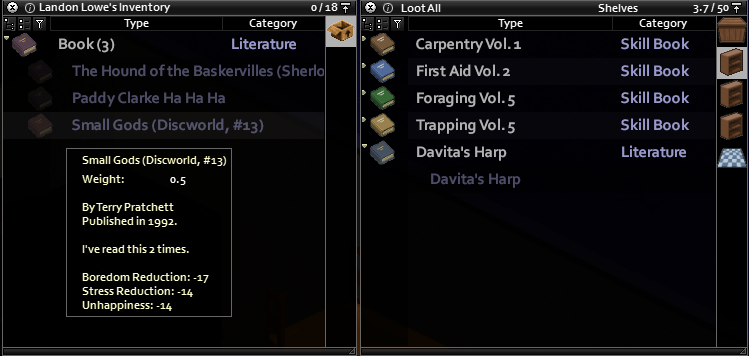 Landon Lowe's Inventory
0 / 18
Type
Category
Book (3)
Literature
The Hound of the Baskervilles (Sherlo
Paddy Clarke Ha Ha Ha
Small Gods (Discworld, #13)
Small Gods (Discworld, #13)
Weight: 0.5
By Terry Pratchett
Published in 1992.
I've read this 2 times.
Boredom Reduction: -17
Stress Reduction: -14
Unhappiness: -14
Loot All
Shelves
3.7 / 50
Type
Category
Carpentry Vol. 1
Skill Book
First Aid Vol. 2
Skill Book
Foraging Vol. 5
Skill Book
Trapping Vol. 5
Skill Book
Davita's Harp
Literature
Davita's Harp